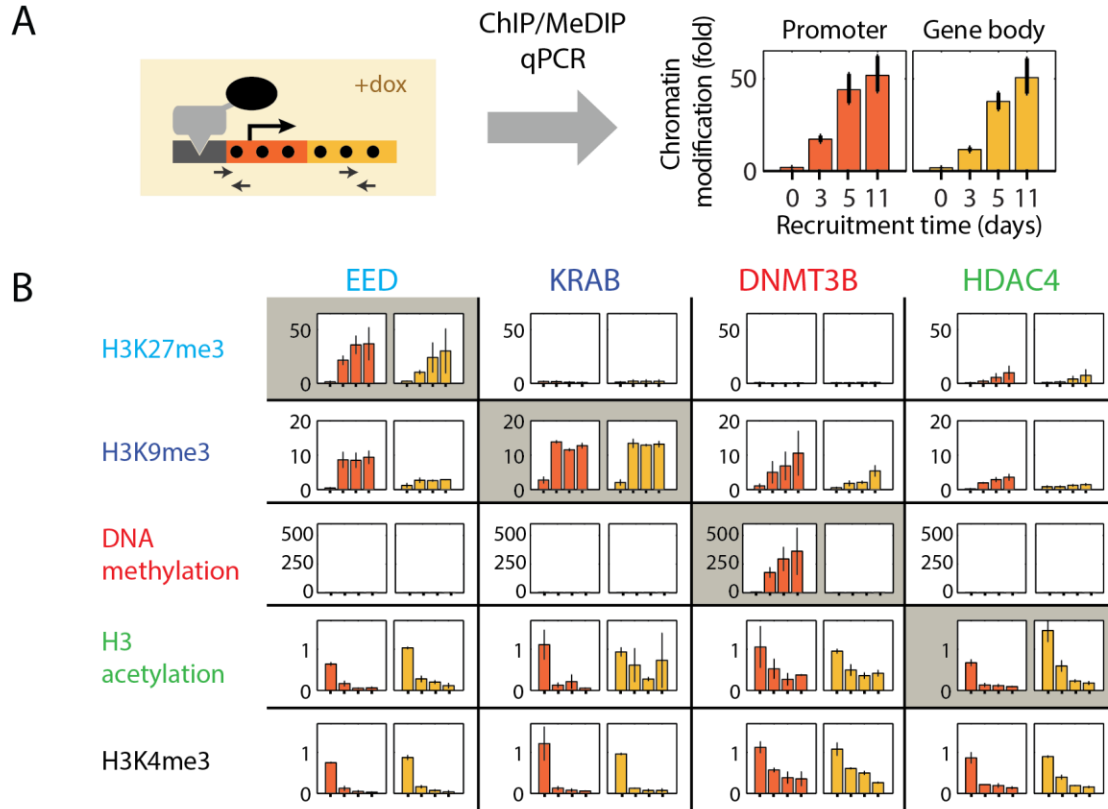 A
+dox
ChIP/MeDIP
qPCR
Chromatin
modification (fold)
Promoter
Gene body
50
0
0 3 5 11
0 3 5 11
Recruitment time (days)
B
EED
KRAB
DNMT3B
HDAC4
H3K27me3
50
0
50
0
50
0
50
0
H3K9me3
20
10
0
20
10
0
20
10
0
20
10
0
DNA
methylation
500
250
0
500
250
0
500
250
0
500
250
0
H3
acetylation
1
0
1
0
1
0
1
0
H3K4me3
1
0
1
0
1
0
1
0